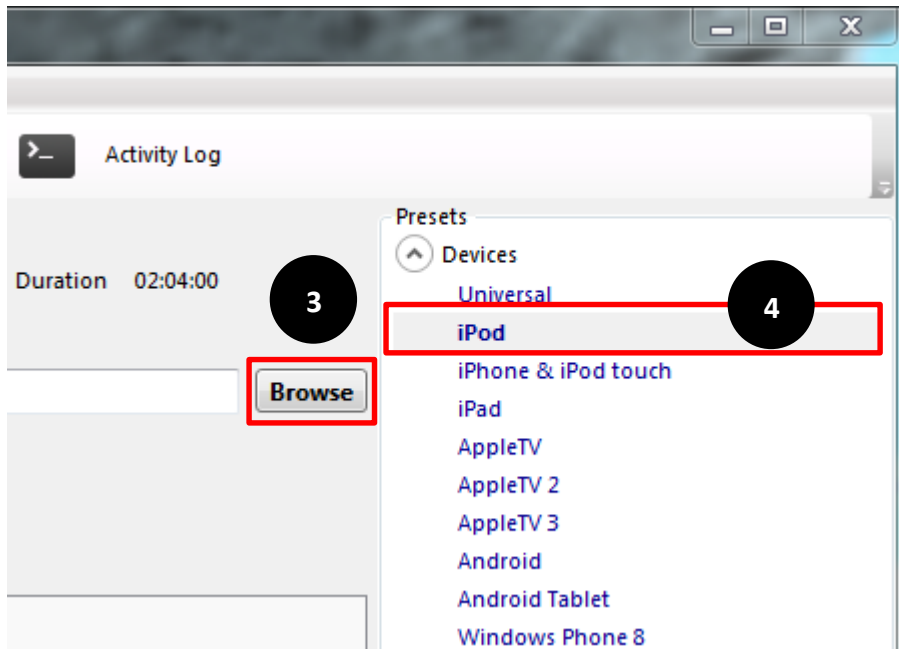 >_ Activity Log
Presets
Devices
Duration 02:04:00
3
Universal
4
iPod
iPhone & iPod touch
Browse
iPad
AppleTV
AppleTV 2
AppleTV 3
Android
Android Tablet
Windows Phone 8